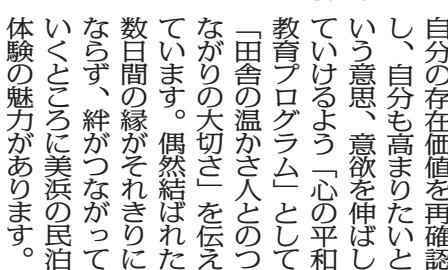 自分の存在価値を再確認
し、自分も高まりたいと
いう意思、意欲を伸ばし
ていけるよう「心の平和
教育プログラム」として
「田舎の温かさ人とのつ
ながりの大切さ」を伝え
ています。偶然結ばれた
数日間の縁がそれきりに
ならず、絆がつながって
いくところに美浜の民泊
体験の魅力があります。